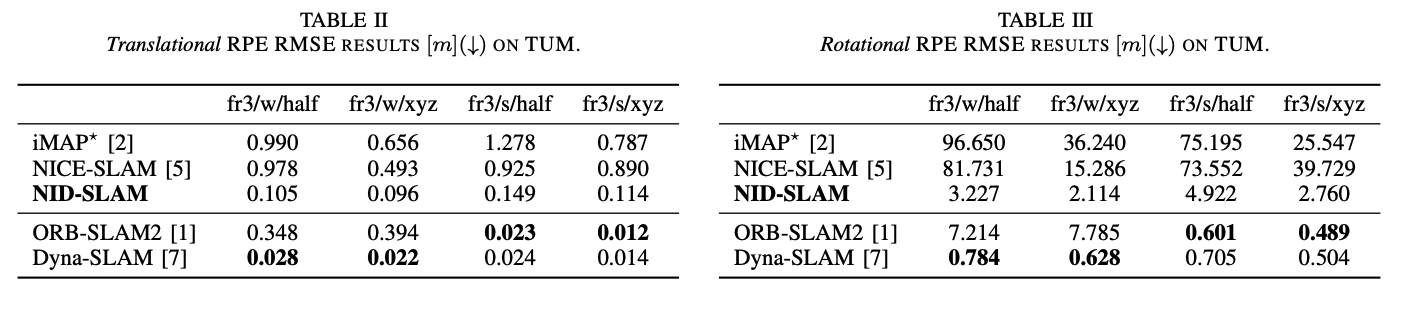 TABLE II
Translational RPE RMSE RESULTS [m](↓) ON TUM.
fr3/w/half fr3/w/xyz fr3/s/half fr3/s/xyz
iMAP* [2] 0.990 0.656 1.278 0.787
NICE-SLAM [5] 0.978 0.493 0.925 0.890
NID-SLAM 0.105 0.096 0.149 0.114
ORB-SLAM2 [1] 0.348 0.394 0.023 0.012
Dyna-SLAM [7] 0.028 0.022 0.024 0.014
TABLE III
Rotational RPE RMSE RESULTS [m](↓) ON TUM.
fr3/w/half fr3/w/xyz fr3/s/half fr3/s/xyz
iMAP* [2] 96.650 36.240 75.195 25.547
NICE-SLAM [5] 81.731 15.286 73.552 39.729
NID-SLAM 3.227 2.114 4.922 2.760
ORB-SLAM2 [1] 7.214 7.785 0.601 0.489
Dyna-SLAM [7] 0.784 0.628 0.705 0.504